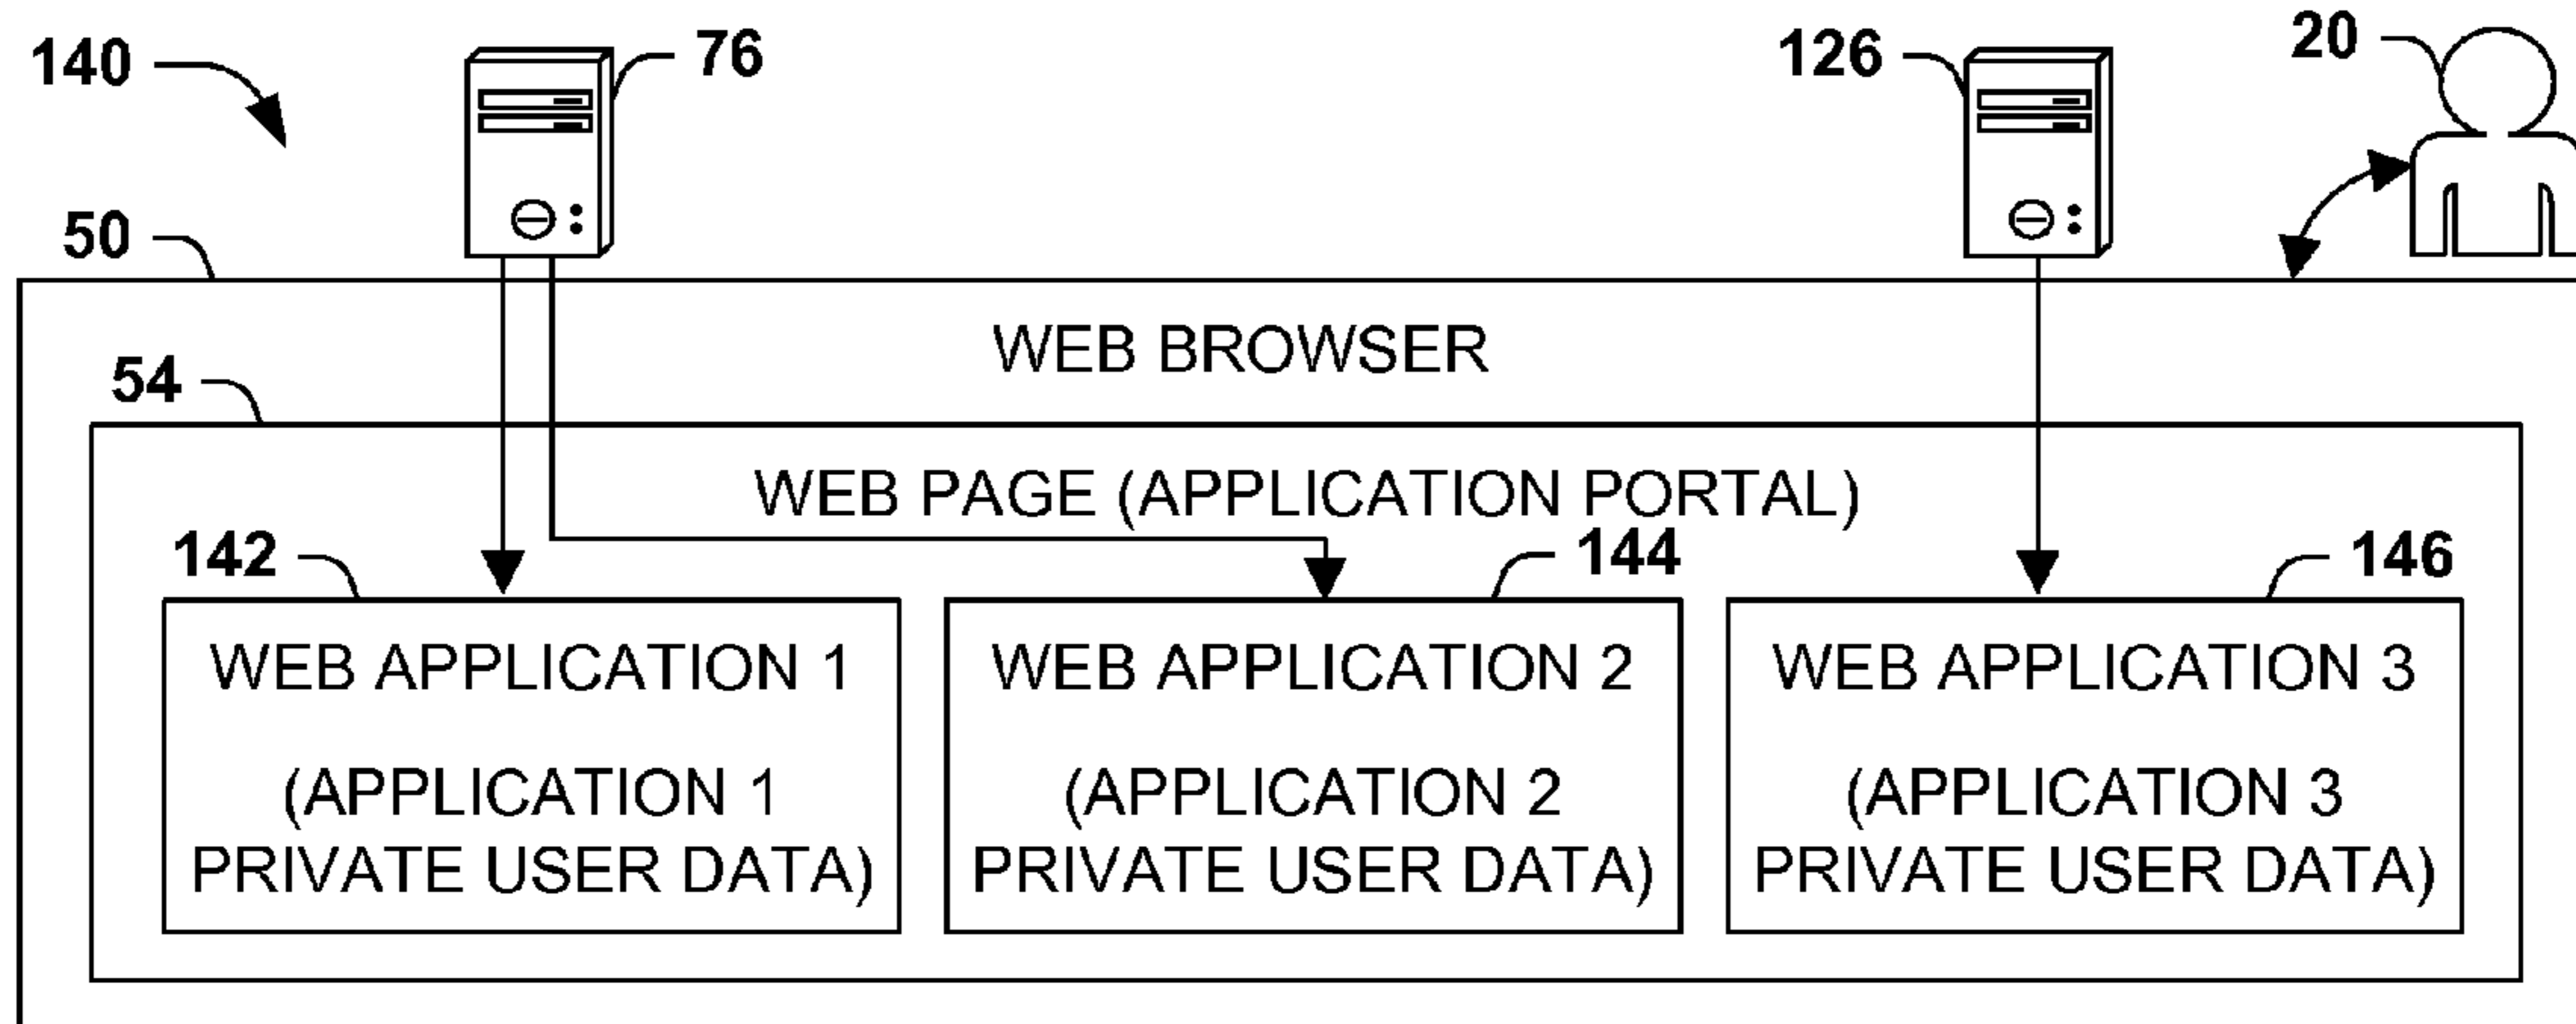 140
76
126
20
50
WEB BROWSER
54
WEB PAGE (APPLICATION PORTAL)
142
144
146
WEB APPLICATION 1
(APPLICATION 1
PRIVATE USER DATA)
WEB APPLICATION 2
(APPLICATION 2
PRIVATE USER DATA)
WEB APPLICATION 3
(APPLICATION 3
PRIVATE USER DATA)